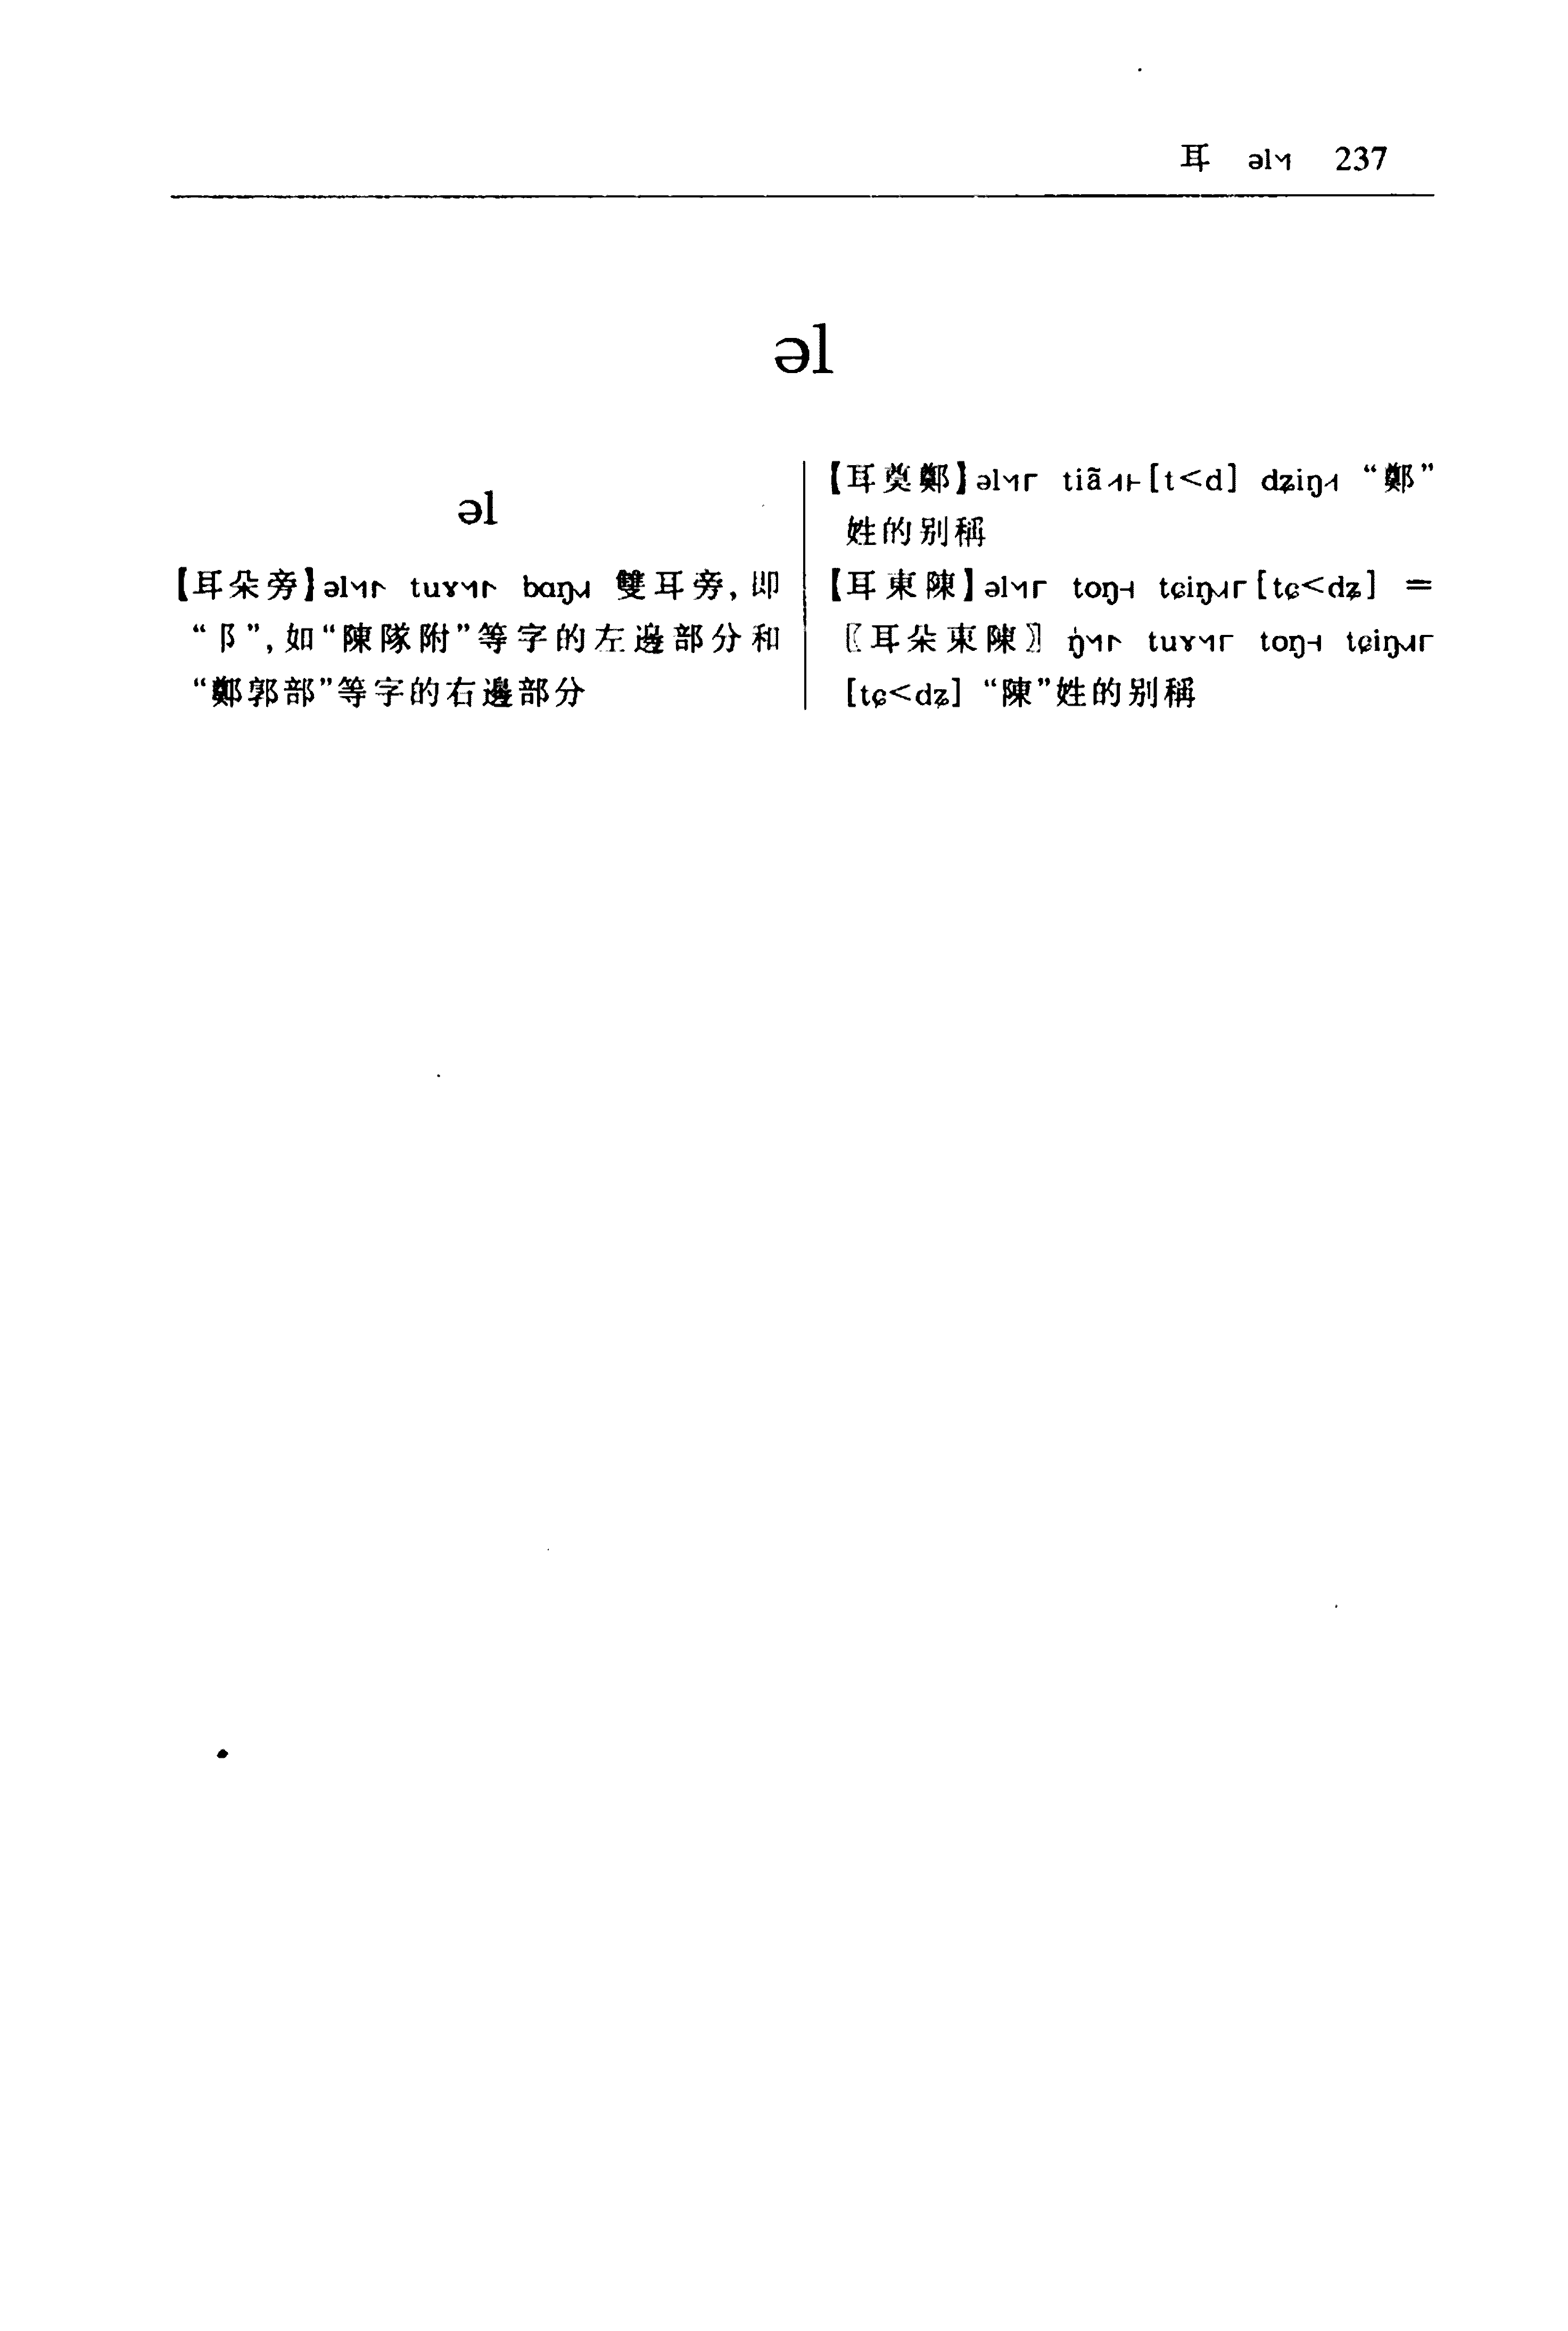 耳 əl˥˧˥ 237
əl
əl
【耳朵旁】əl˥˧˥꜒꜔ tuɤ˥˧˥꜒꜔ bɑŋ˧˩˧ 雙耳旁,即
“阝”,如“陳隊附”等字的左邊部分和
“鄭郭部”等字的右邊部分
【耳奠鄭】əl˥˧˥꜒ tiã˩˦꜔[t<d] dʑiŋ˩˦ “鄭”
姓的别稱
【耳東陳】əl˥˧˥꜒ toŋ˧˧˦ tɕiŋ˧˩˧꜒[tɕ<dʑ] =
〖耳朵東陳〗ŋ̍˥˧˥꜒꜔ tuɤ˥˧˥꜒ toŋ˧˧˦ tɕiŋ˧˩˧꜒
[tɕ<dʑ] “陳”姓的别稱